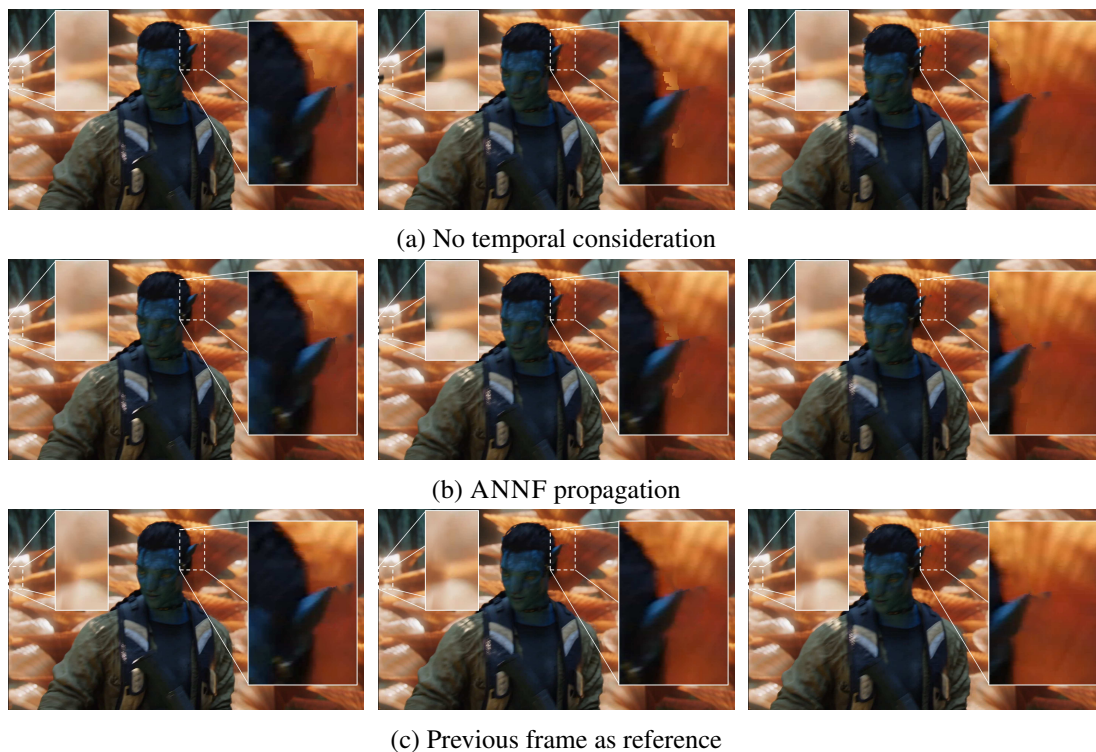 (a) No temporal consideration
(b) ANNF propagation
(c) Previous frame as reference